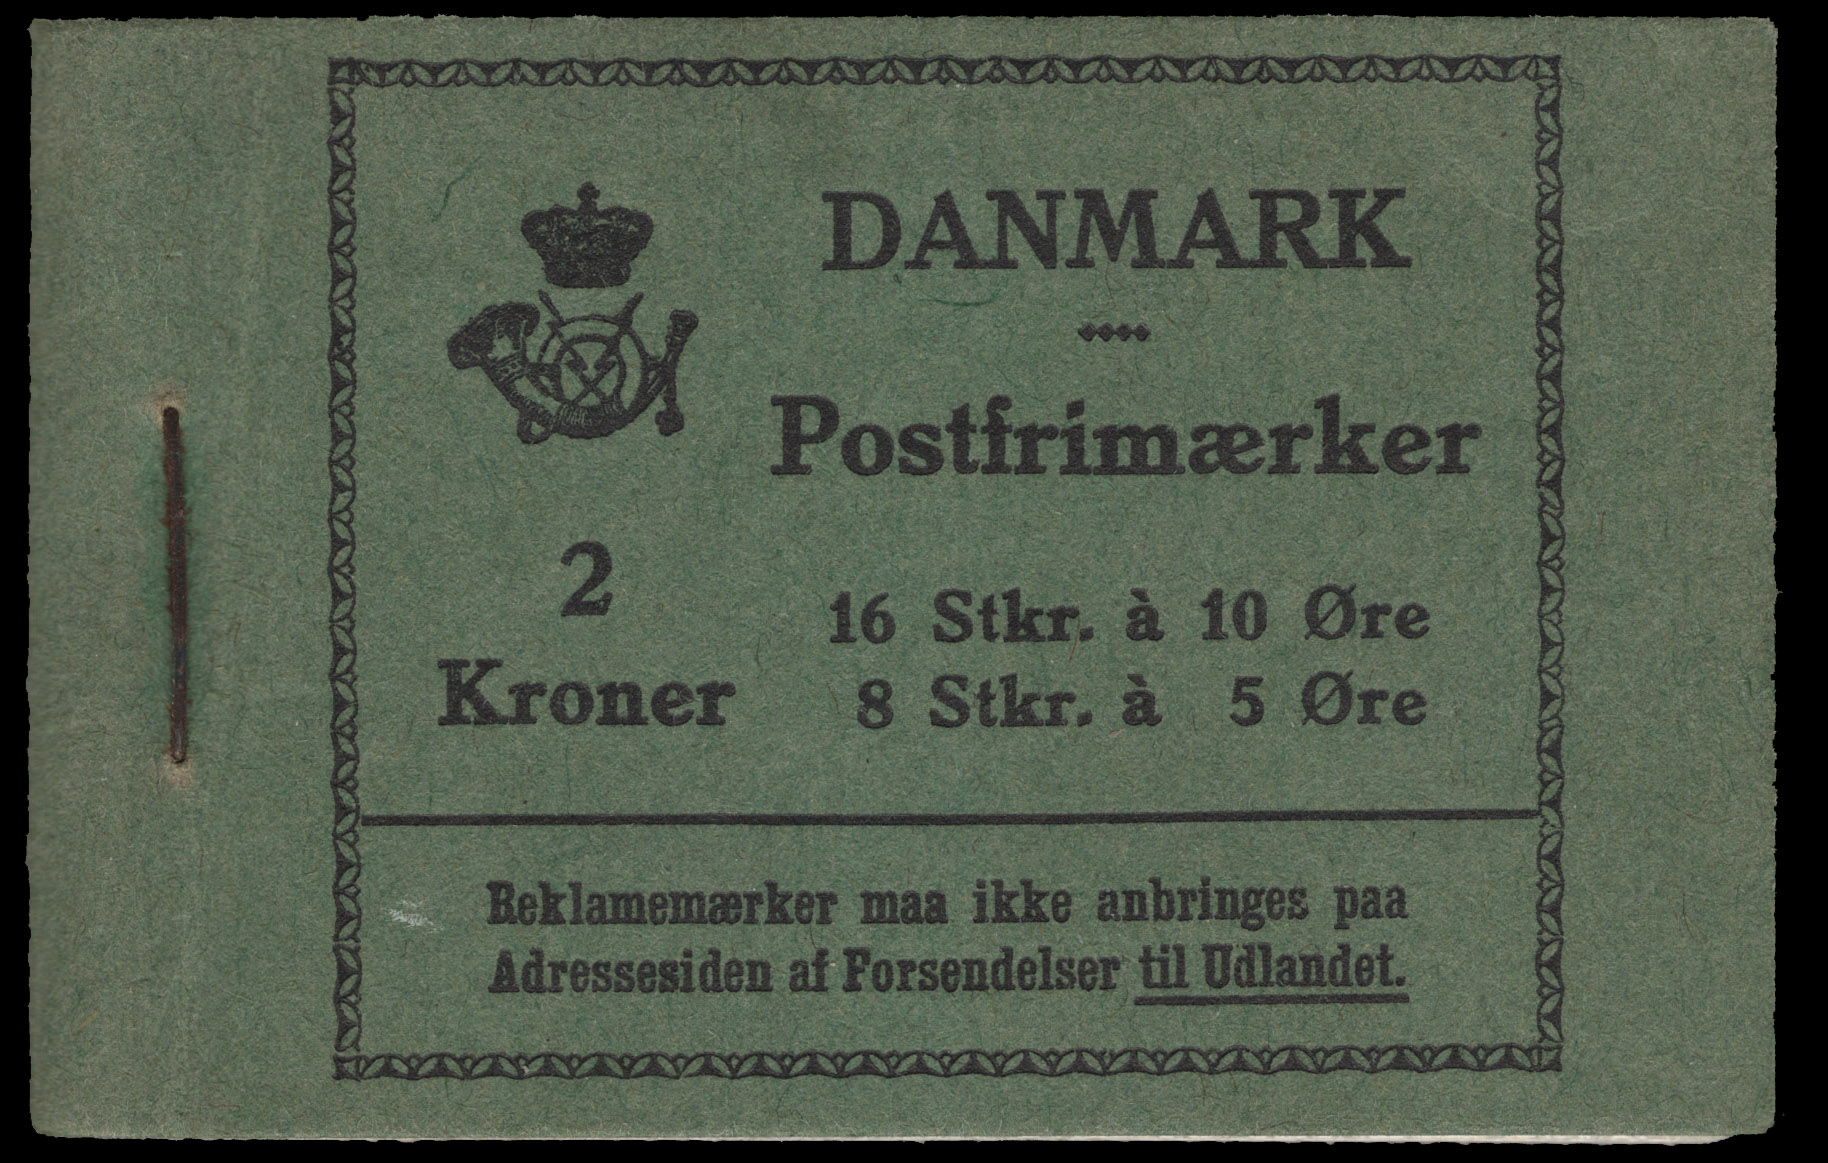 DANMARK
Postfrimærker
2
Kroner
16 Stkr. à 10 Øre
8 Stkr. à 5 Øre
Reklamemærker maa ikke anbringes paa
Adressesiden af Forsendelser til Udlandet.